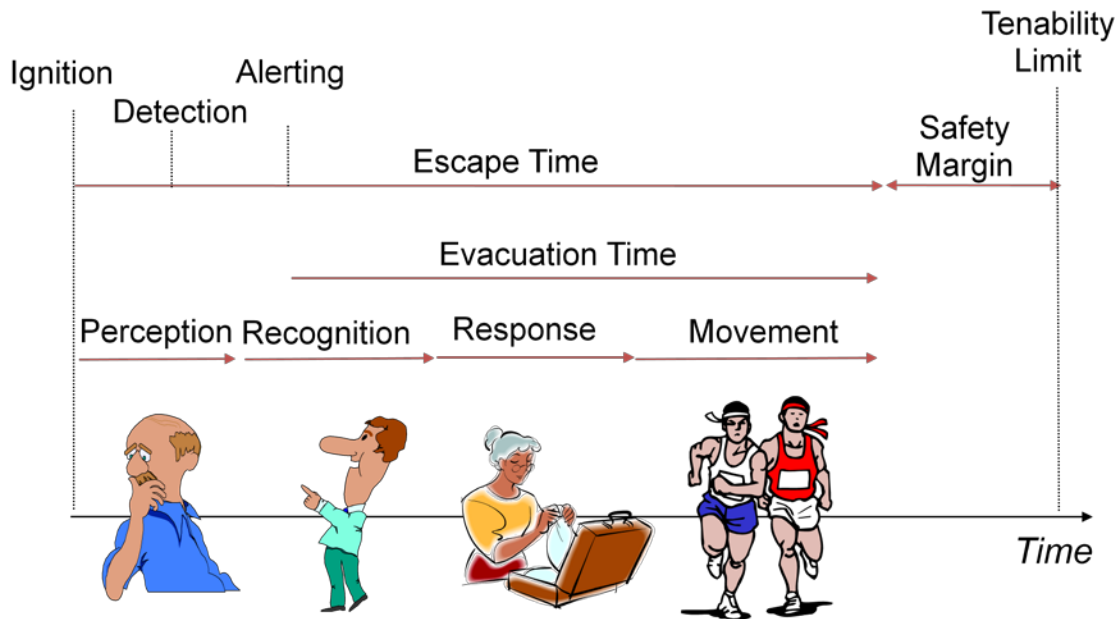 Tenability
Limit
Ignition
Alerting
Detection
Safety
Margin
Escape Time
Evacuation Time
Perception
Recognition
Response
Movement
Time